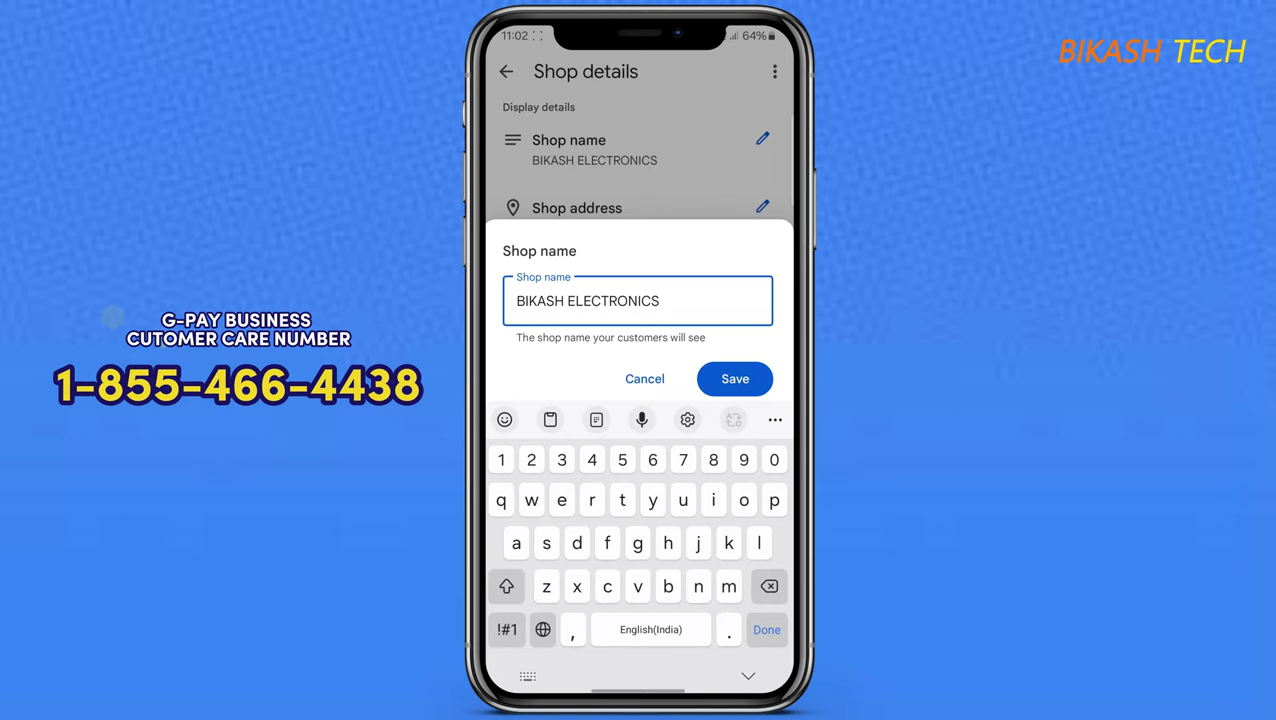 BIKASH TECH
11:02
64%
Shop details
Display details
Shop name
BIKASH ELECTRONICS
Shop address
Shop name
Shop name
BIKASH ELECTRONICS
The shop name your customers will see
Cancel
Save
G-PAY BUSINESS
CUTOMER CARE NUMBER
1-855-466-4438
1 2 3 4 5 6 7 8 9 0
q w e r t y u i o p
a s d f g h j k l
z x c v b n m
!#1 , English(India) . Done